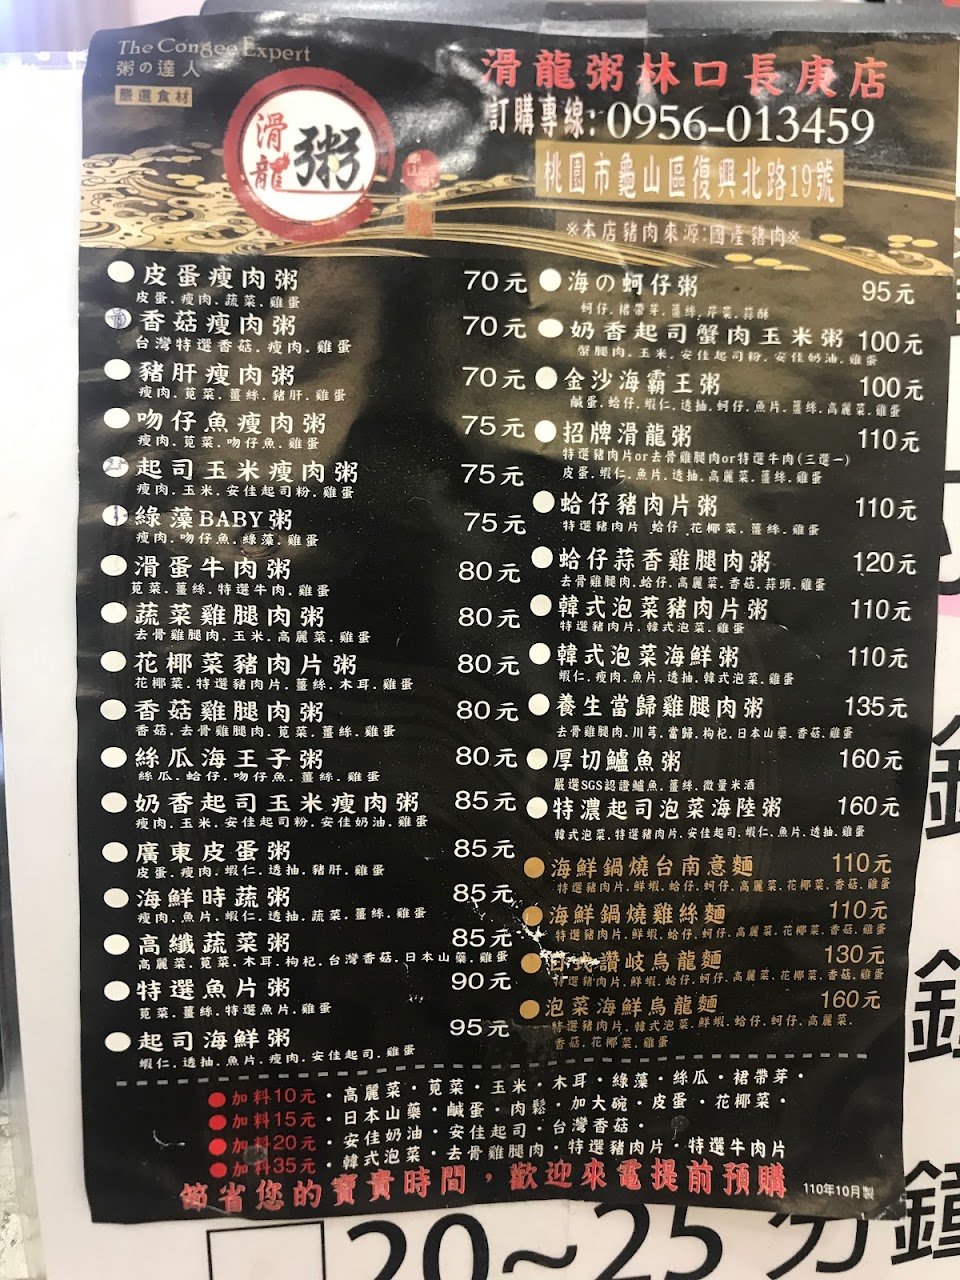 The Congee Expert
粥の達人
嚴選食材
滑龍粥
滑龍粥林口長庚店
訂購專線:0956-013459
桃園市龜山區復興北路19號
※本店豬肉來源:國產豬肉※
皮蛋瘦肉粥 70元
皮蛋.瘦肉.蔬菜.雞蛋
香菇瘦肉粥 70元
台灣特選香菇.瘦肉.雞蛋
豬肝瘦肉粥 70元
瘦肉.莧菜.薑絲.豬肝.雞蛋
吻仔魚瘦肉粥 75元
瘦肉.莧菜.吻仔魚.雞蛋
起司玉米瘦肉粥 75元
瘦肉.玉米.安佳起司粉.雞蛋
綠藻BABY粥 75元
瘦肉.吻仔魚.綠藻.雞蛋
滑蛋牛肉粥 80元
莧菜.薑絲.特選牛肉.雞蛋
蔬菜雞腿肉粥 80元
去骨雞腿肉.玉米.高麗菜.雞蛋
花椰菜豬肉片粥 80元
花椰菜.特選豬肉片.薑絲.木耳.雞蛋
香菇雞腿肉粥 80元
香菇.去骨雞腿肉.莧菜.薑絲.雞蛋
絲瓜海王子粥 80元
絲瓜.蛤仔.吻仔魚.薑絲.雞蛋
奶香起司玉米瘦肉粥 85元
瘦肉.玉米.安佳起司粉.安佳奶油.雞蛋
廣東皮蛋粥 85元
皮蛋.瘦肉.蝦仁.透抽.豬肝.雞蛋
海鮮時蔬粥 85元
瘦肉.魚片.蝦仁.透抽.蔬菜.薑絲.雞蛋
高纖蔬菜粥 85元
高麗菜.莧菜.木耳.枸杞.台灣香菇.日本山藥.雞蛋
特選魚片粥 90元
莧菜.薑絲.特選魚片.雞蛋
起司海鮮粥 95元
蝦仁.透抽.魚片.瘦肉.安佳起司.雞蛋
海の蚵仔粥 95元
蚵仔.裙帶芽.薑絲.芹菜.蒜酥
奶香起司蟹肉玉米粥 100元
蟹腿肉.玉米.安佳起司粉.安佳奶油.雞蛋
金沙海霸王粥 100元
鹹蛋.蛤仔.蝦仁.透抽.蚵仔.魚片.薑絲.高麗菜.雞蛋
招牌滑龍粥 110元
特選豬肉片or去骨雞腿肉or特選牛肉(三選一)
皮蛋.蝦仁.魚片.透抽.高麗菜.薑絲.雞蛋
蛤仔豬肉片粥 110元
特選豬肉片 蛤仔 花椰菜.薑絲.雞蛋
蛤仔蒜香雞腿肉粥 120元
去骨雞腿肉.蛤仔.高麗菜.香菇.蒜頭.雞蛋
韓式泡菜豬肉片粥 110元
特選豬肉片.韓式泡菜.雞蛋
韓式泡菜海鮮粥 110元
蝦仁.瘦肉.魚片.透抽.韓式泡菜.雞蛋
養生當歸雞腿肉粥 135元
去骨雞腿肉.川芎.當歸.枸杞.日本山藥.香菇.雞蛋
厚切鱸魚粥 160元
嚴選SGS認證鱸魚.薑絲.微量米酒
特濃起司泡菜海陸粥 160元
韓式泡菜.特選豬肉片.安佳起司.蝦仁.魚片.透抽.雞蛋
海鮮鍋燒台南意麵 110元
特選豬肉片.鮮蝦.蛤仔.蚵仔.高麗菜.花椰菜.香菇.雞蛋
海鮮鍋燒雞絲麵 110元
特選豬肉片.鮮蝦.蛤仔.蚵仔.高麗菜.花椰菜.香菇.雞蛋
日式讚岐烏龍麵 130元
特選豬肉片.鮮蝦.蛤仔.蚵仔.高麗菜.花椰菜.香菇.雞蛋
泡菜海鮮烏龍麵 160元
特選豬肉片.韓式泡菜.鮮蝦.蛤仔.蚵仔.高麗菜.
香菇.花椰菜.雞蛋
加料10元・高麗菜・莧菜・玉米・木耳・綠藻・絲瓜・裙帶芽・
加料15元・日本山藥・鹹蛋・肉鬆・加大碗・皮蛋・花椰菜・
加料20元・安佳奶油・安佳起司・台灣香菇・
加料35元・韓式泡菜・去骨雞腿肉・特選豬肉片・特選牛肉片
節省您的寶貴時間，歡迎來電提前預購
110年10月製
20~25分鐘